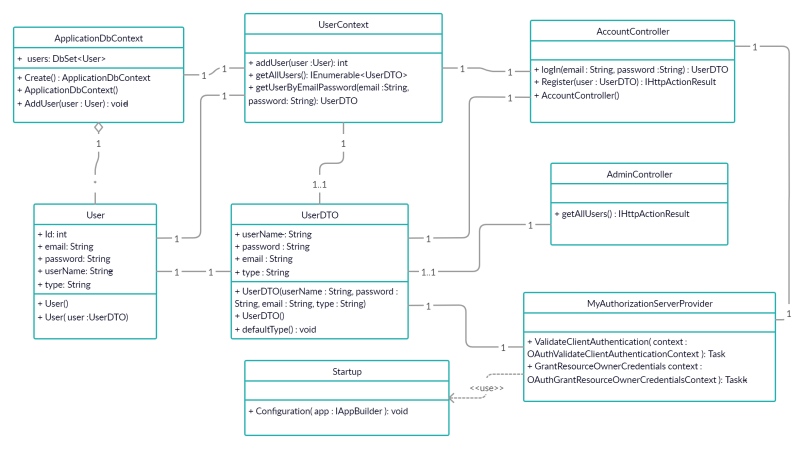 ApplicationDbContext
+ users: DbSet<User>
+ Create() : ApplicationDbContext
+ ApplicationDbContext()
+ AddUser(user : User) : void
UserContext
+ addUser(user :User): int
+ getAllUsers(): IEnumerable<UserDTO>
+ getUserByEmailPassword(email :String,
password: String): UserDTO
AccountController
+ logIn(email : String, password :String) : UserDTO
+ Register(user : UserDTO) : IHttpActionResult
+ AccountController()
1
1
1
1
1
1
1
1
1
*
1..1
AdminController
+ getAllUsers() : IHttpActionResult
User
+ Id: int
+ email: String
+ password: String
+ userName: String
+ type: String
+ User()
+ User( user :UserDTO)
UserDTO
+ userName : String
+ password : String
+ email : String
+ type : String
+ UserDTO(userName : String, password :
String, email : String, type : String)
+ UserDTO()
+ defaultType() : void
1
1
1
1
1
1..1
1
1
1
MyAuthorizationServerProvider
+ ValidateClientAuthentication( context :
OAuthValidateClientAuthenticationContext ): Task
+ GrantResourceOwnerCredentials context :
OAuthGrantResourceOwnerCredentialsContext ): Task
<<use>>
Startup
+ Configuration( app : IAppBuilder ): void